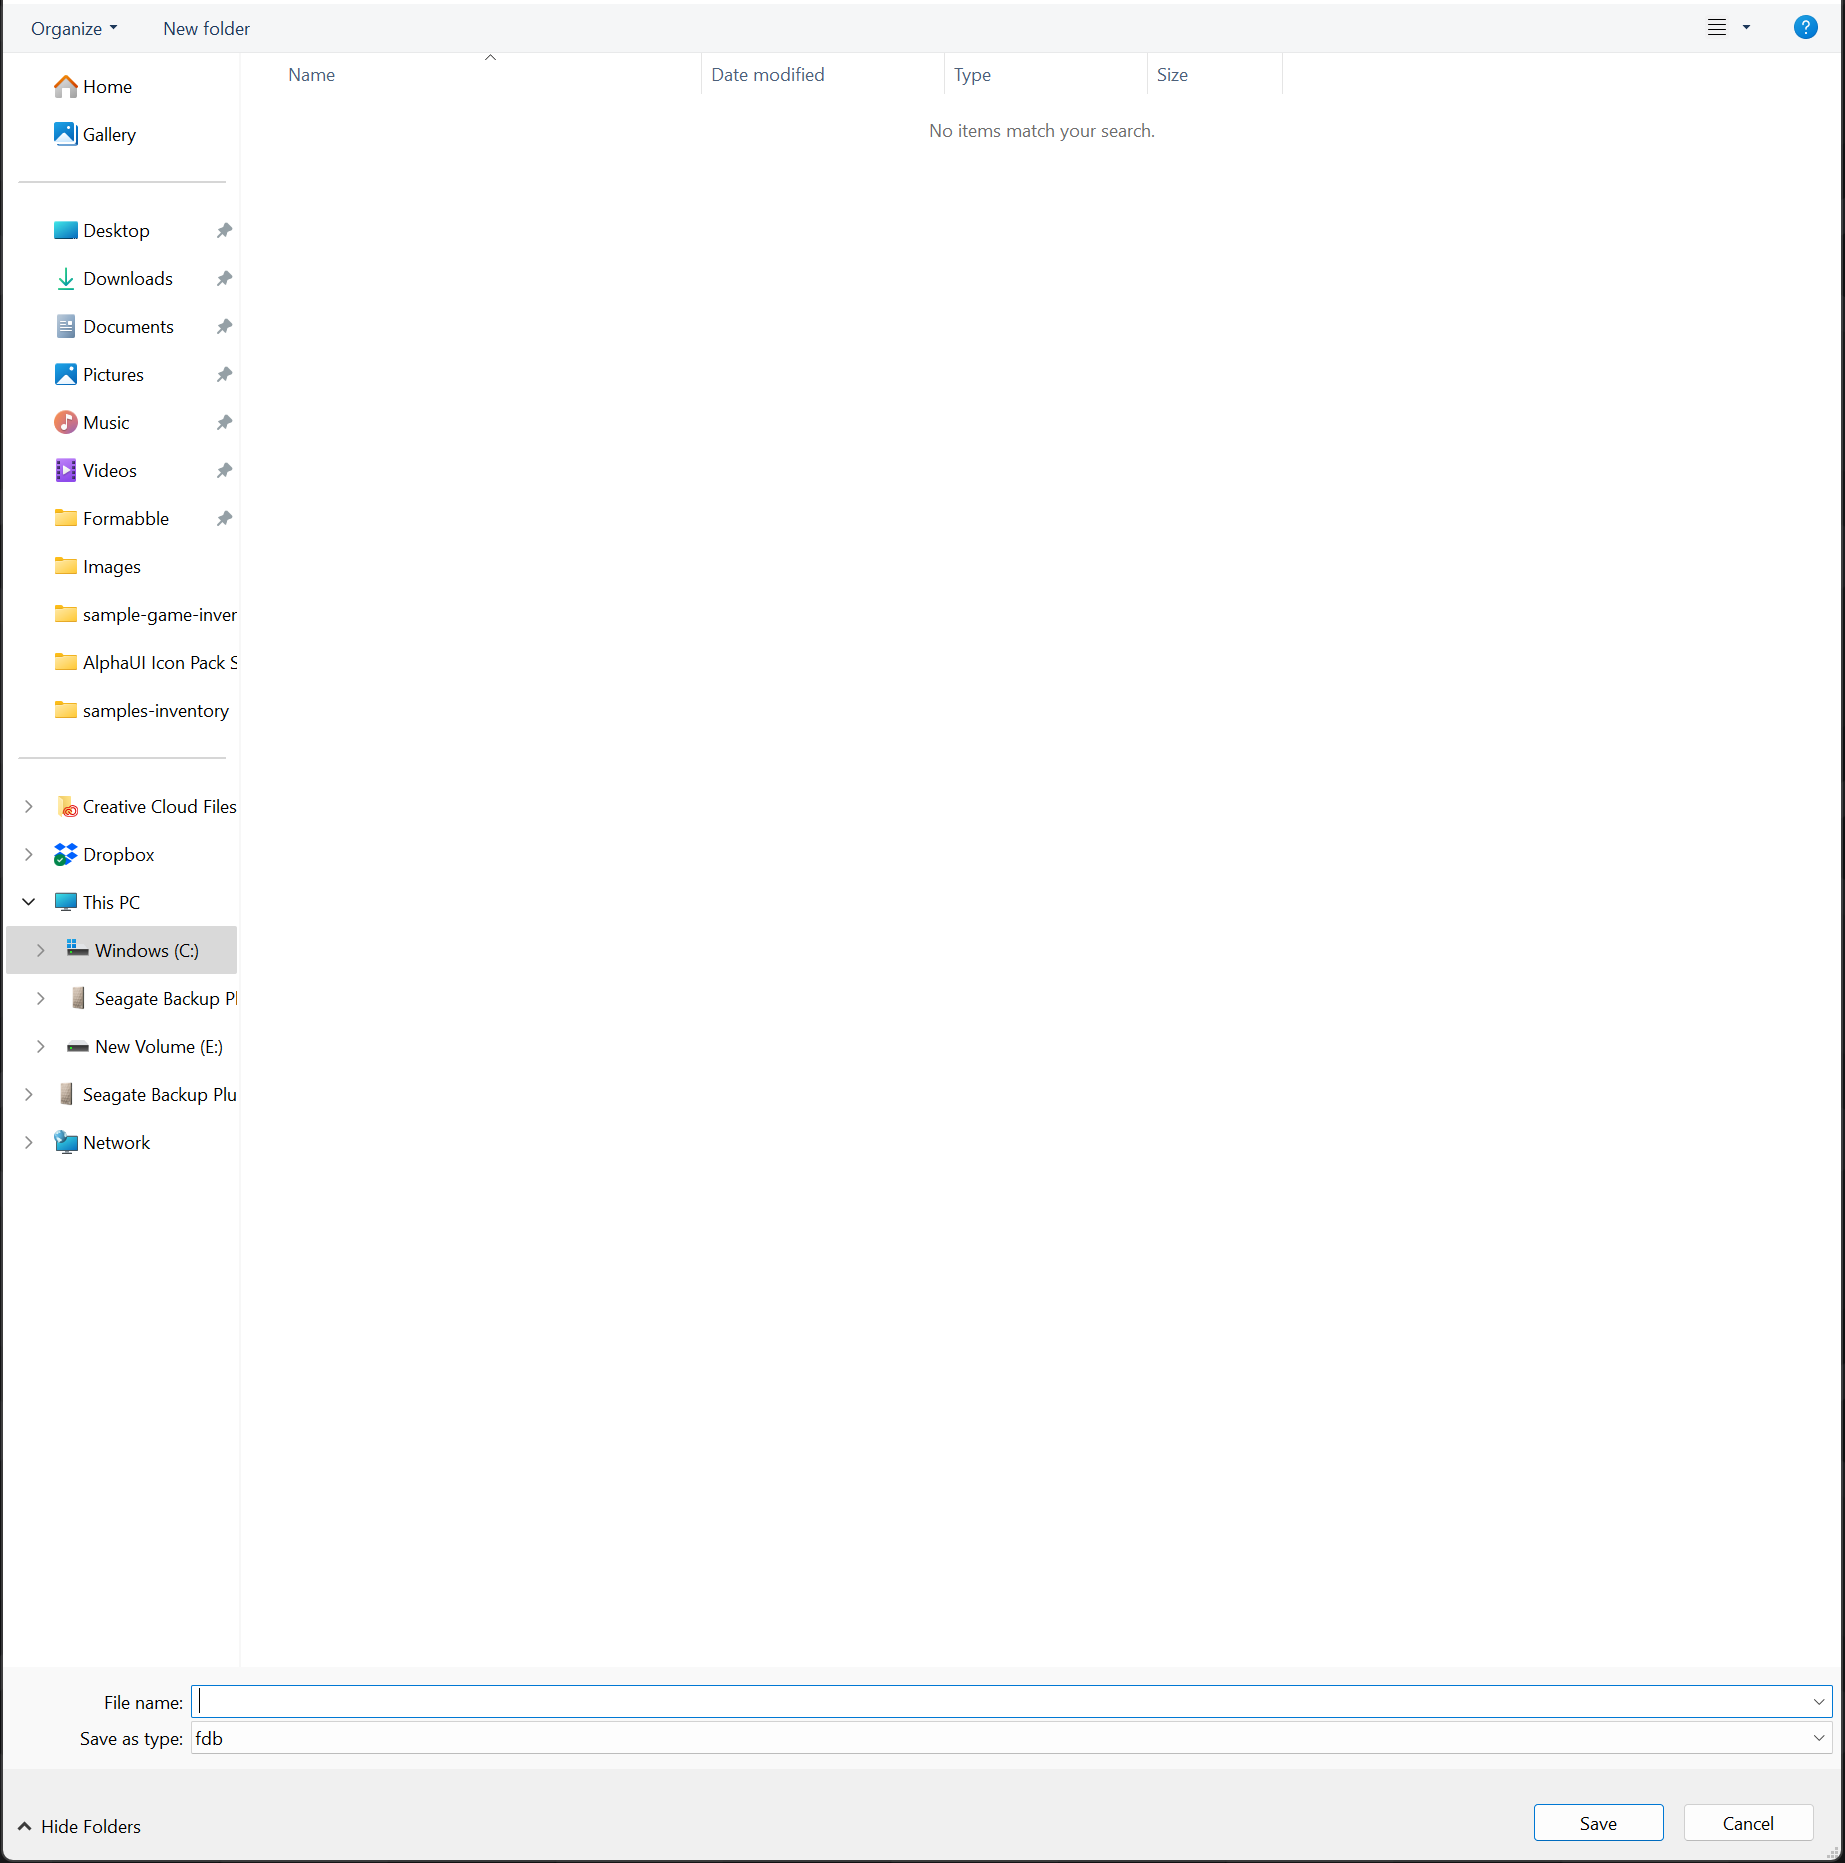 Organize
New folder
?
Home
Gallery
Name
Date modified
Type
Size
No items match your search.
Desktop
Downloads
Documents
Pictures
Music
Videos
Formabble
Images
sample-game-inver
AlphaUI Icon Pack S
samples-inventory
Creative Cloud Files
Dropbox
This PC
Windows (C:)
Seagate Backup Pl
New Volume (E:)
Seagate Backup Plu
Network
File name:
Save as type: fdb
Hide Folders
Save
Cancel